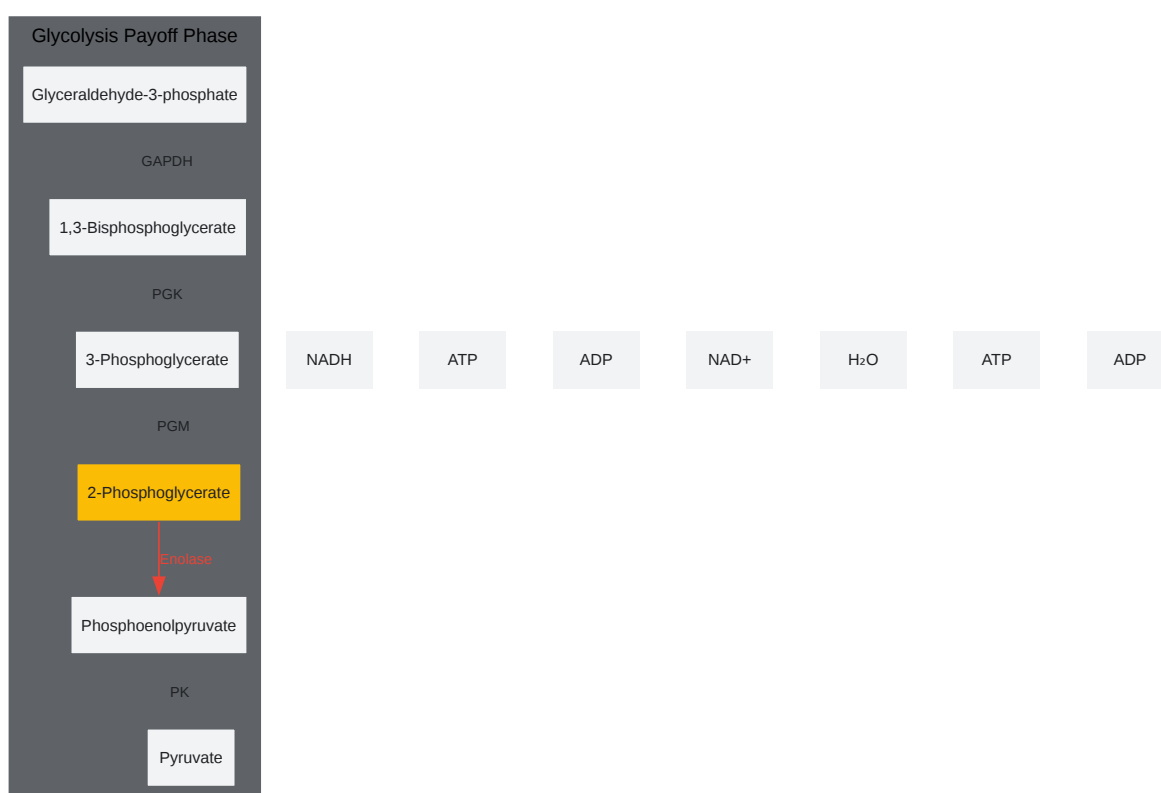 Glycolysis Payoff Phase
Glyceraldehyde-3-phosphate
GAPDH
1,3-Bisphosphoglycerate
PGK
3-Phosphoglycerate
NADH
ATP
ADP
NAD+
H₂O
ATP
ADP
PGM
2-Phosphoglycerate
Enolase
Phosphoenolpyruvate
PK
Pyruvate